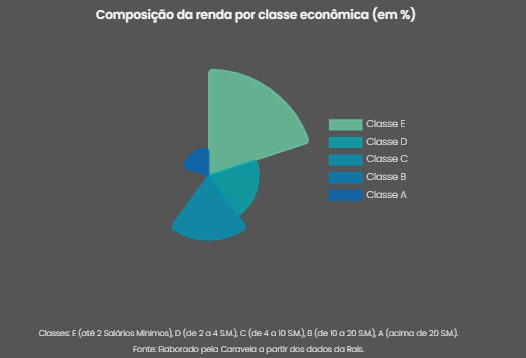 Composição da renda por classe econômica (em %)
Classe E
Classe D
Classe C
Classe B
Classe A
Classes: E (até 2 Salários Mínimos), D (de 2 a 4 S.M.), C (de 4 a 10 S.M.), B (de 10 a 20 S.M.), A (acima de 20 S.M.).
Fonte: Elaborado pela Caravela a partir dos dados da Rais.